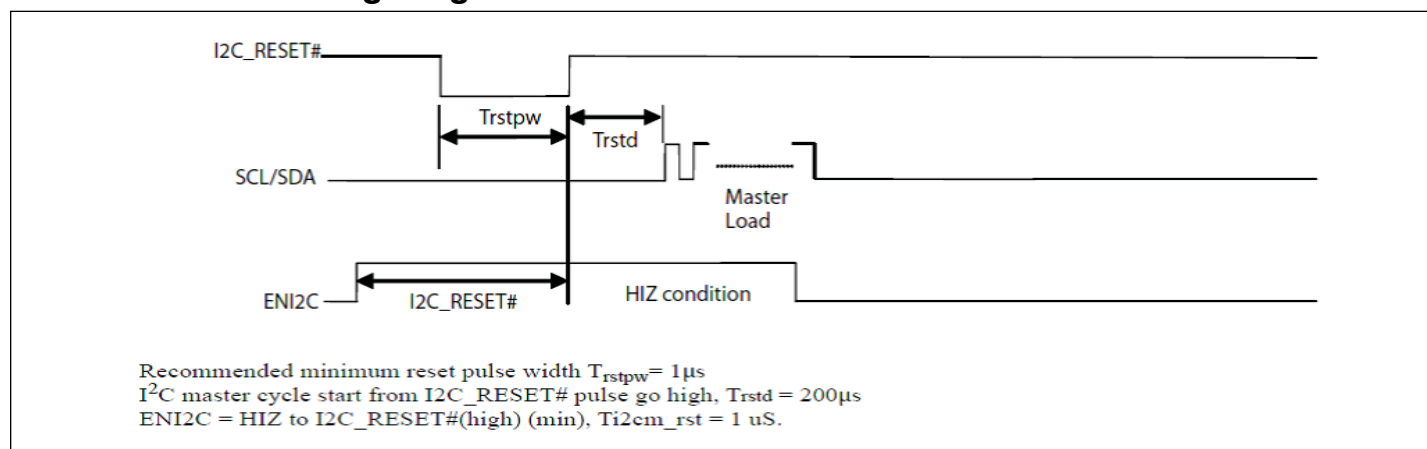 I2C_RESET#
Trstpw
Trstd
SCL/SDA
Master
Load
ENI2C
I2C_RESET#
HIZ condition
Recommended minimum reset pulse width Trstpw= 1µs
I2C master cycle start from I2C_RESET# pulse go high, Trstd = 200µs
ENI2C = HIZ to I2C_RESET#(high) (min), Ti2cm_rst = 1 uS.